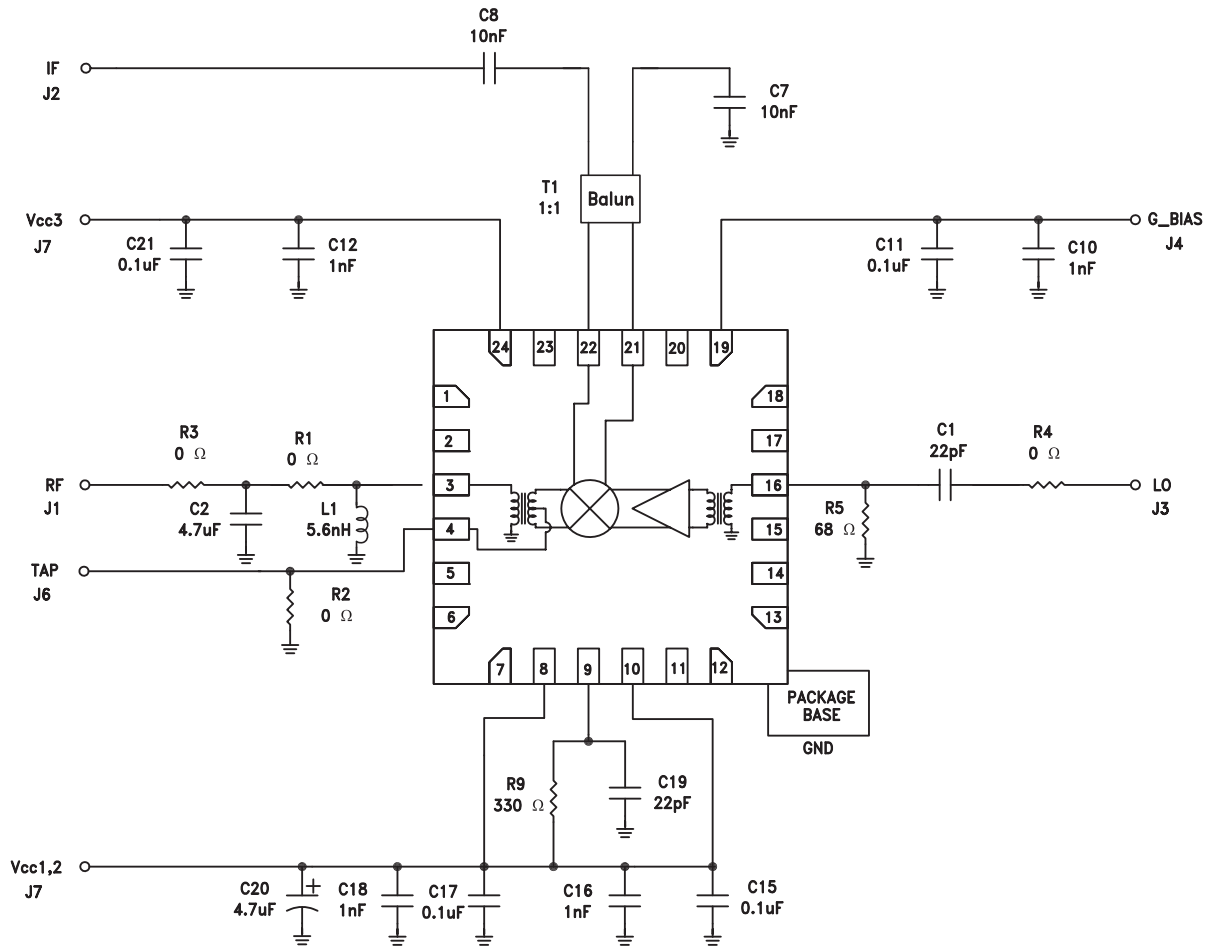 C8
10nF
IF
J2
C7
10nF
T1
1:1
Balun
Vcc3
J7
C21
0.1uF
C12
1nF
C11
0.1uF
C10
1nF
G_BIAS
J4
24
23
22
21
20
19
1
2
3
4
5
6
18
17
16
15
14
13
7
8
9
10
11
12
R3
0 Ω
R1
0 Ω
RF
J1
C2
4.7uF
L1
5.6nH
TAP
J6
R2
0 Ω
C1
22pF
R4
0 Ω
R5
68 Ω
LO
J3
PACKAGE
BASE
GND
R9
330 Ω
C19
22pF
Vcc1,2
J7
C20
4.7uF
+
C18
1nF
C17
0.1uF
C16
1nF
C15
0.1uF